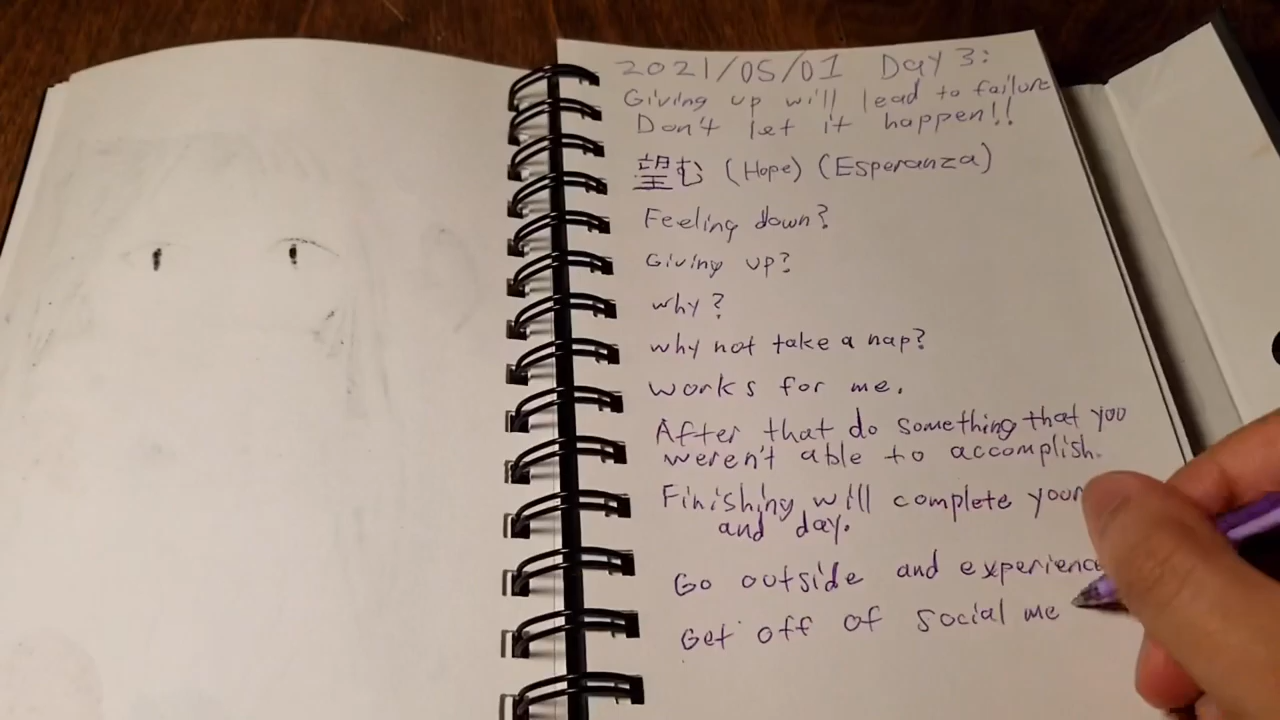 2021/05/01 Day 3:
Giving up will lead to failure
Don't let it happen!!
望む (Hope) (Esperanza)
Feeling down?
Giving up?
why?
why not take a nap?
works for me.
After that do something that you
weren't able to accomplish.
Finishing will complete your
and day.
Go outside and experience
Get off of social me